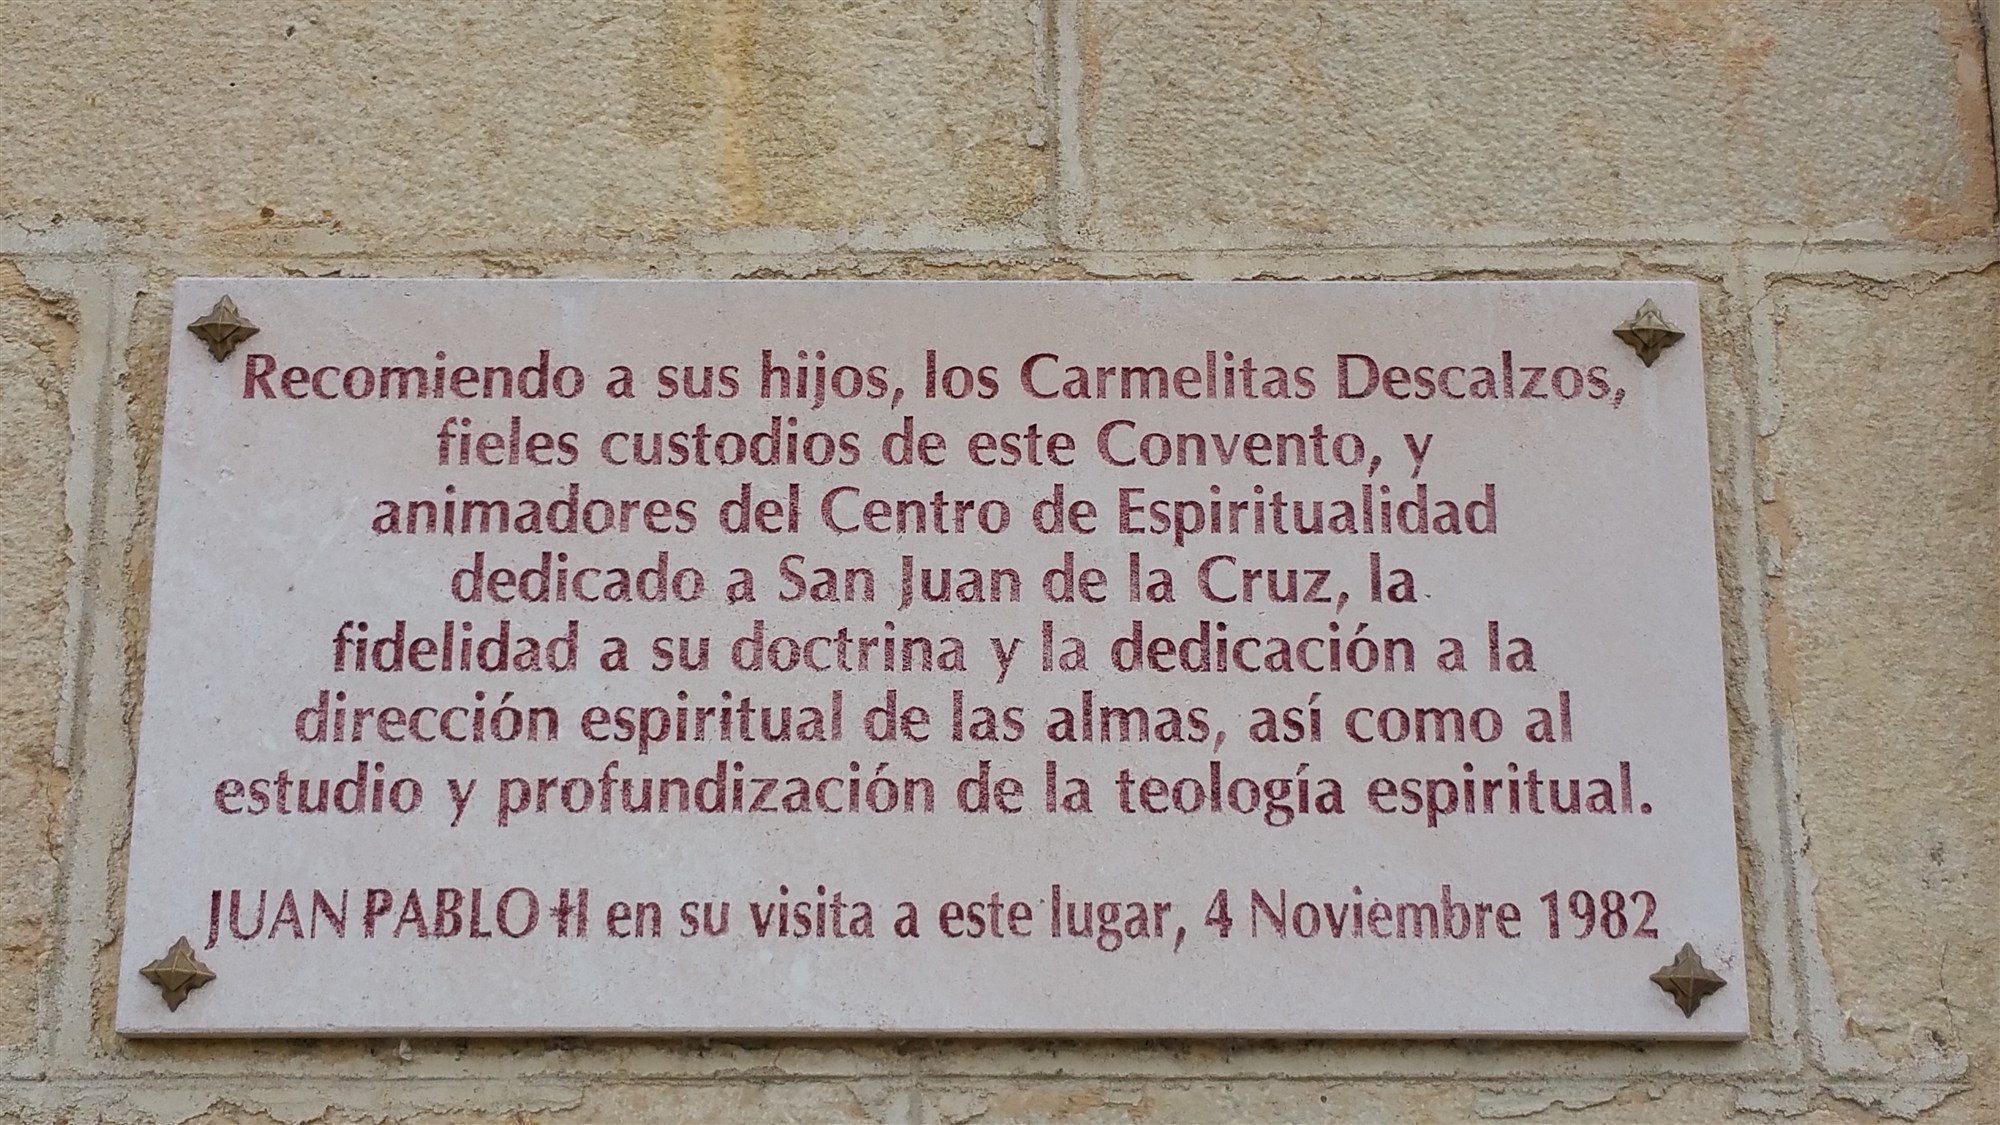 Recomiendo a sus hijos, los Carmelitas Descalzos,
fieles custodios de este Convento, y
animadores del Centro de Espiritualidad
dedicado a San Juan de la Cruz, la
fidelidad a su doctrina y la dedicación a la
dirección espiritual de las almas, así como al
estudio y profundización de la teología espiritual.
JUAN PABLO II en su visita a este lugar, 4 Noviembre 1982